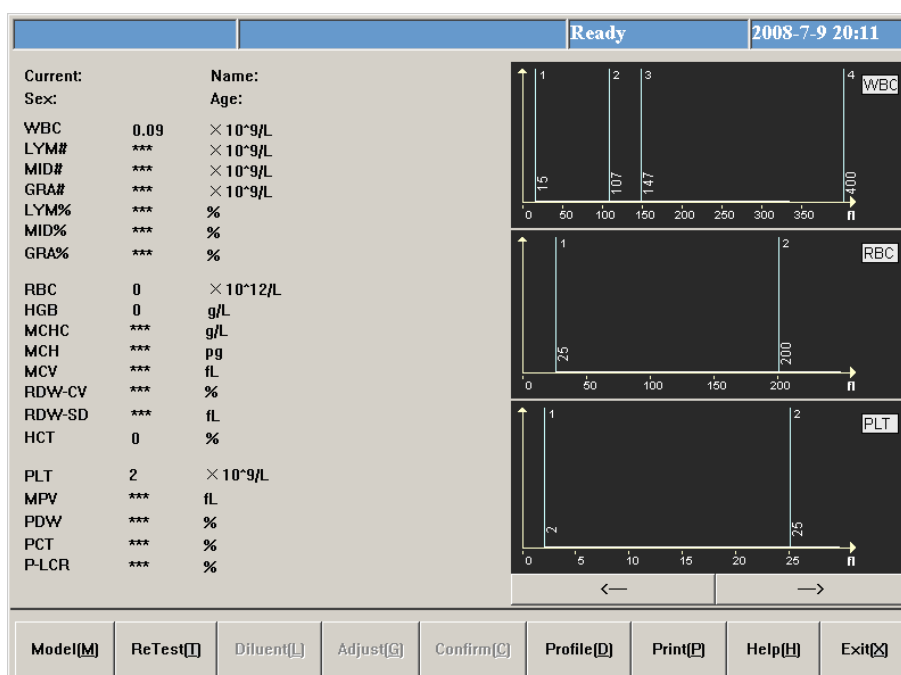 Ready 2008-7-9 20:11
Current: Name:
Sex: Age:
WBC 0.09 ×10^9/L
LYM# *** ×10^9/L
MID# *** ×10^9/L
GRA# *** ×10^9/L
LYM% *** %
MID% *** %
GRA% *** %
RBC 0 ×10^12/L
HGB 0 g/L
MCHC *** g/L
MCH *** pg
MCV *** fL
RDW-CV *** %
RDW-SD *** fL
HCT 0 %
PLT 2 ×10^9/L
MPV *** fL
PDW *** %
PCT *** %
P-LCR *** %
1 2 3 4 WBC
15 107 147 400
0 50 100 150 200 250 300 350 fl
1 2 RBC
25 200
0 50 100 150 200 fl
1 2 PLT
2 25
0 5 10 15 20 25 fl
<— —>
Model[M] ReTest[T] Diluent[L] Adjust[G] Confirm[C] Profile[D] Print[P] Help[H] Exit[X]